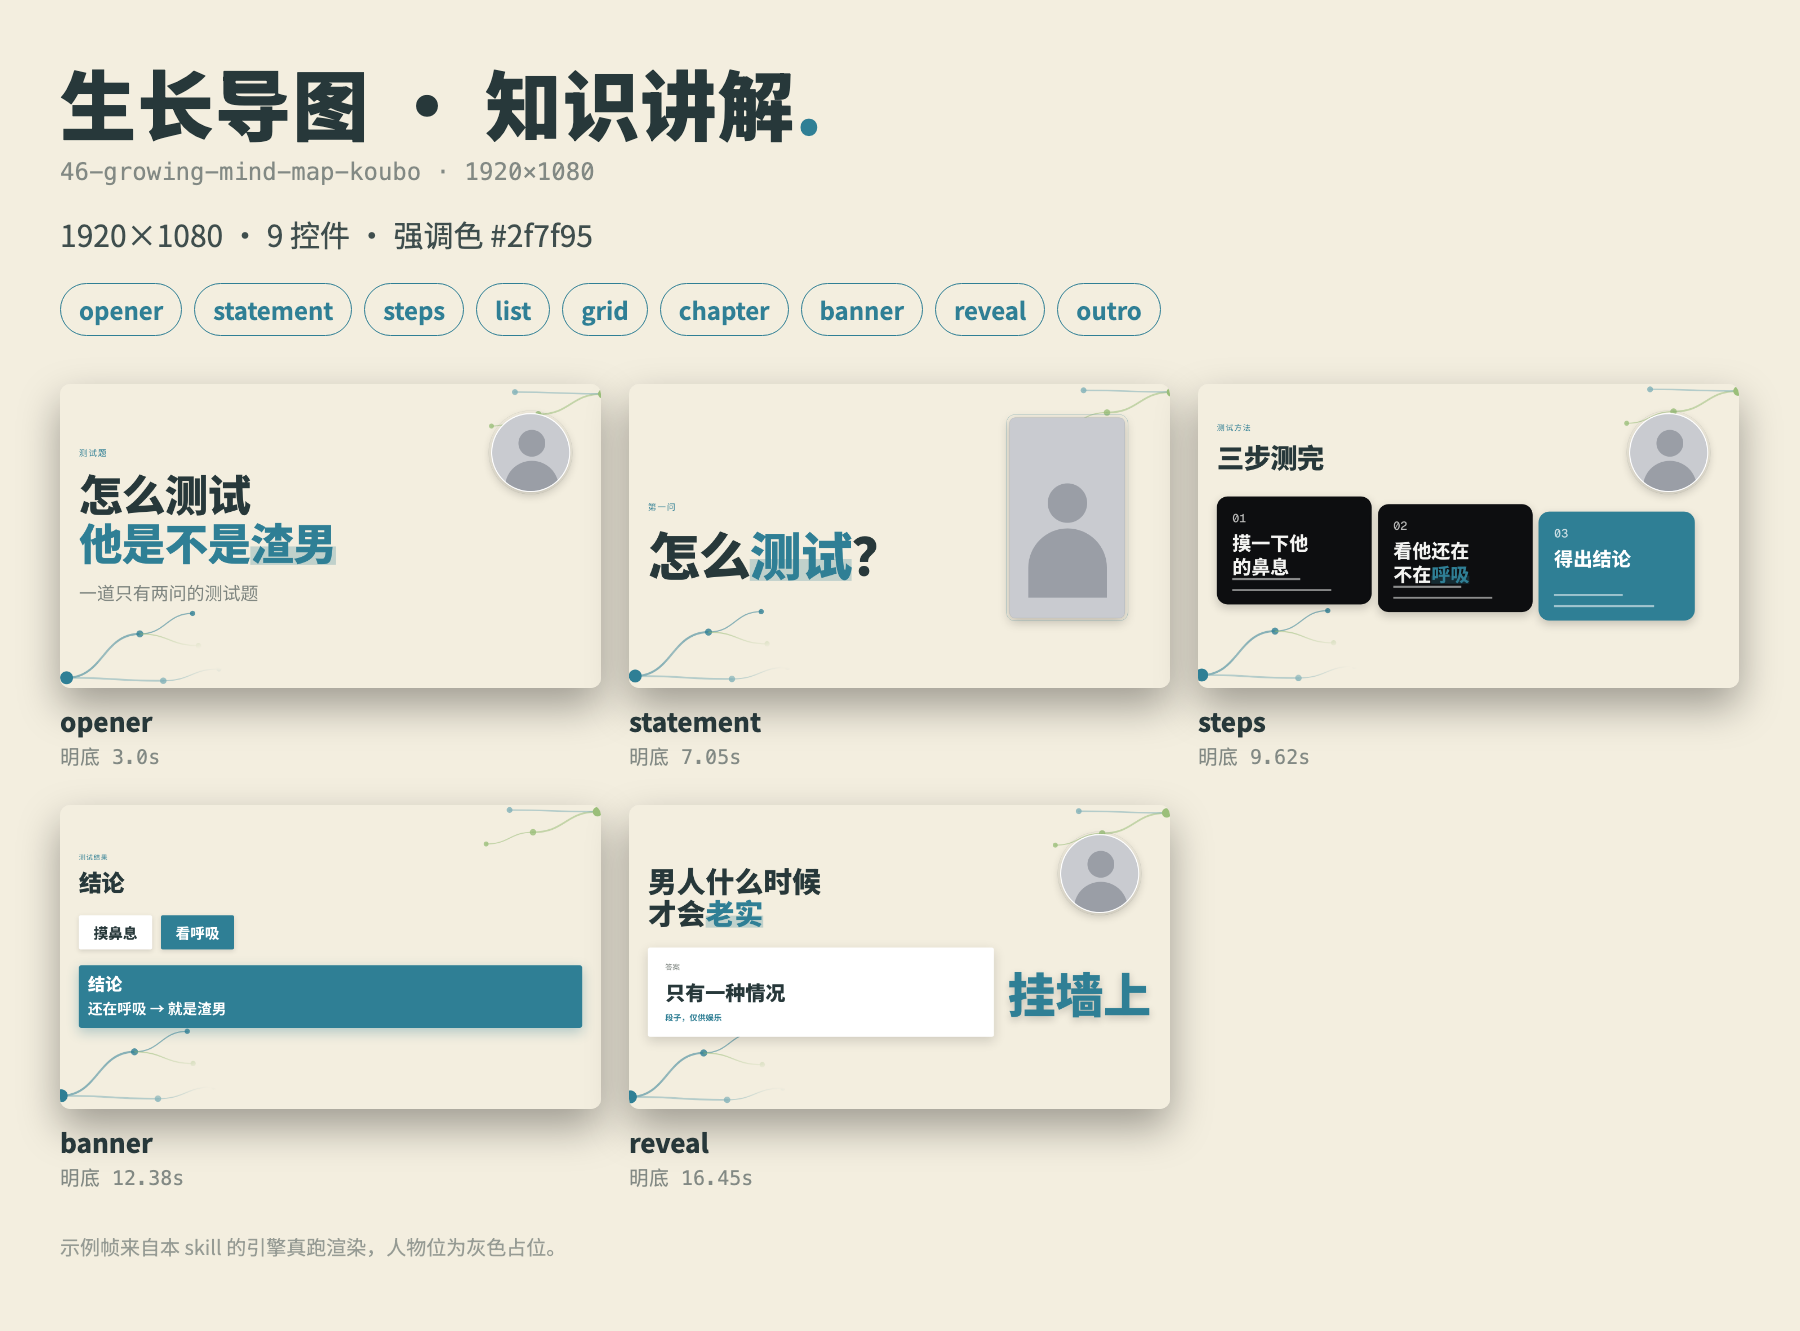 生长导图 · 知识讲解.
46-growing-mind-map-koubo · 1920×1080
1920×1080 · 9 控件 · 强调色 #2f7f95
opener statement steps list grid chapter banner reveal outro
测试题
怎么测试
他是不是渣男
一道只有两问的测试题
opener
明底 3.0s
第一问
怎么测试?
statement
明底 7.05s
测试方法
三步测完
01
摸一下他
的鼻息
02
看他还在
不在呼吸
03
得出结论
steps
明底 9.62s
测试结果
结论
摸鼻息 看呼吸
结论
还在呼吸 → 就是渣男
banner
明底 12.38s
男人什么时候
才会老实
答案
只有一种情况
段子，仅供娱乐
挂墙上
reveal
明底 16.45s
示例帧来自本 skill 的引擎真跑渲染，人物位为灰色占位。